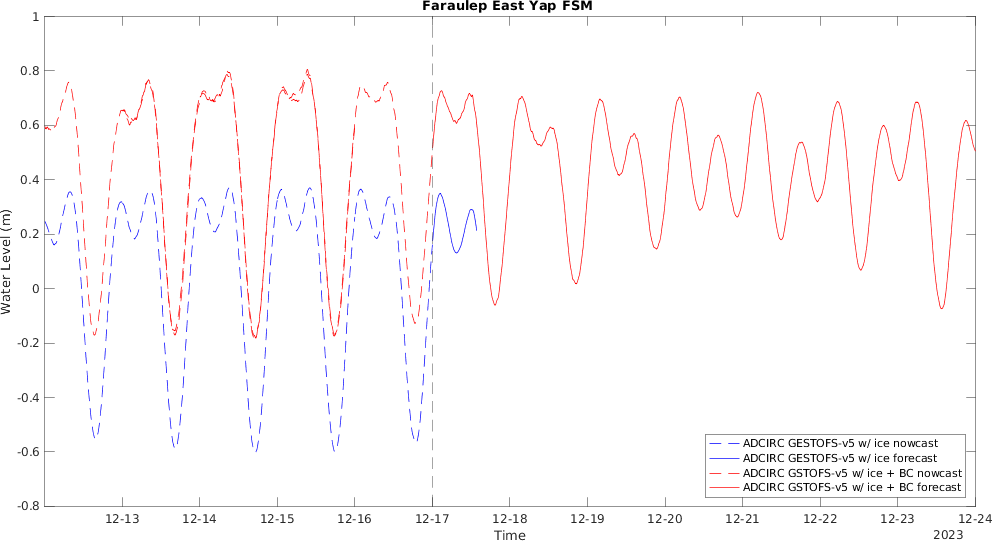 Faraulep East Yap FSM
1
0.8
0.6
0.4
0.2
0
-0.2
-0.4
-0.6
-0.8
Water Level (m)
12-13 12-14 12-15 12-16 12-17 12-18 12-19 12-20 12-21 12-22 12-23 12-24
Time
2023
ADCIRC GESTOFS-v5 w/ ice nowcast
ADCIRC GESTOFS-v5 w/ ice forecast
ADCIRC GSTOFS-v5 w/ ice + BC nowcast
ADCIRC GSTOFS-v5 w/ ice + BC forecast